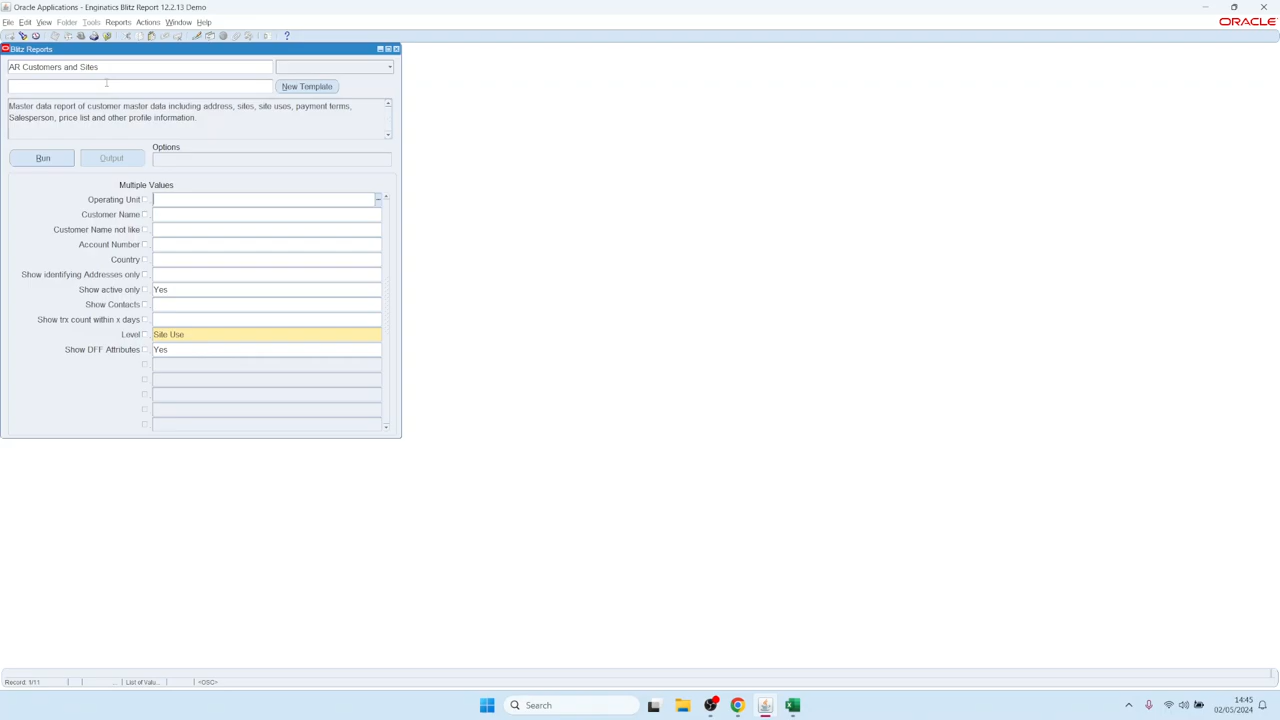 Oracle Applications - Enginatics Blitz Report 12.2.13 Demo
File Edit View Folder Tools Reports Actions Window Help
ORACLE
Blitz Reports
AR Customers and Sites
New Template
Master data report of customer master data including address, sites, site uses, payment terms,
Salesperson, price list and other profile information.
Options
Run Output
Multiple Values
Operating Unit
Customer Name
Customer Name not like
Account Number
Country
Show identifying Addresses only
Show active only Yes
Show Contacts
Show trx count within x days
Level Site Use
Show DFF Attributes Yes
Record: 1/11 ... List of Valu... <OSC>
Search
14:45
02/05/2024